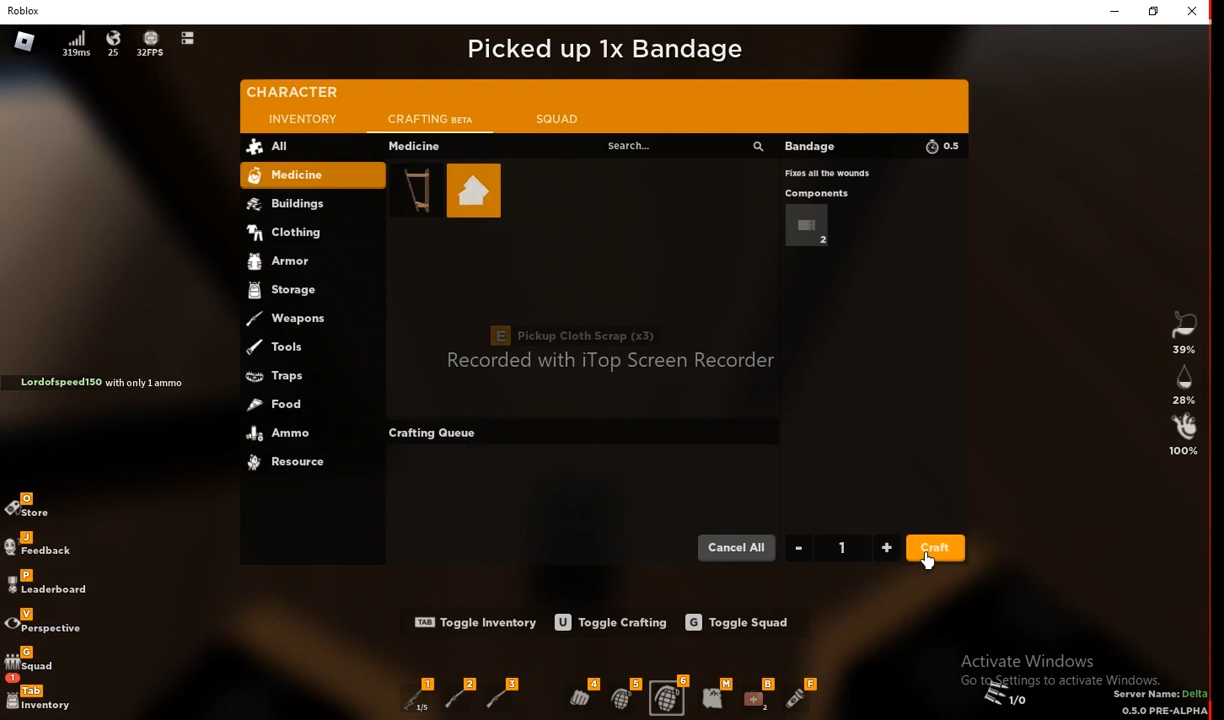 Roblox
319ms 25 32FPS
Picked up 1x Bandage
CHARACTER
INVENTORY CRAFTING BETA SQUAD
All Medicine Search... Bandage 0.5
Medicine
Fixes all the wounds
Components
2
Buildings
Clothing
Armor
Storage
Weapons
Tools
Traps
Food
Ammo
Resource
E Pickup Cloth Scrap (x3)
Recorded with iTop Screen Recorder
39%
28%
100%
Lordofspeed150 with only 1 ammo
Crafting Queue
Cancel All - 1 + Craft
O
Store
J
Feedback
P
Leaderboard
V
Perspective
G
Squad
1
Tab
Inventory
TAB Toggle Inventory U Toggle Crafting G Toggle Squad
1 2 3 4 5 6 M B F
1/5 2
Activate Windows
Go to Settings to activate Windows.
1/0
Server Name: Delta
0.5.0 PRE-ALPHA